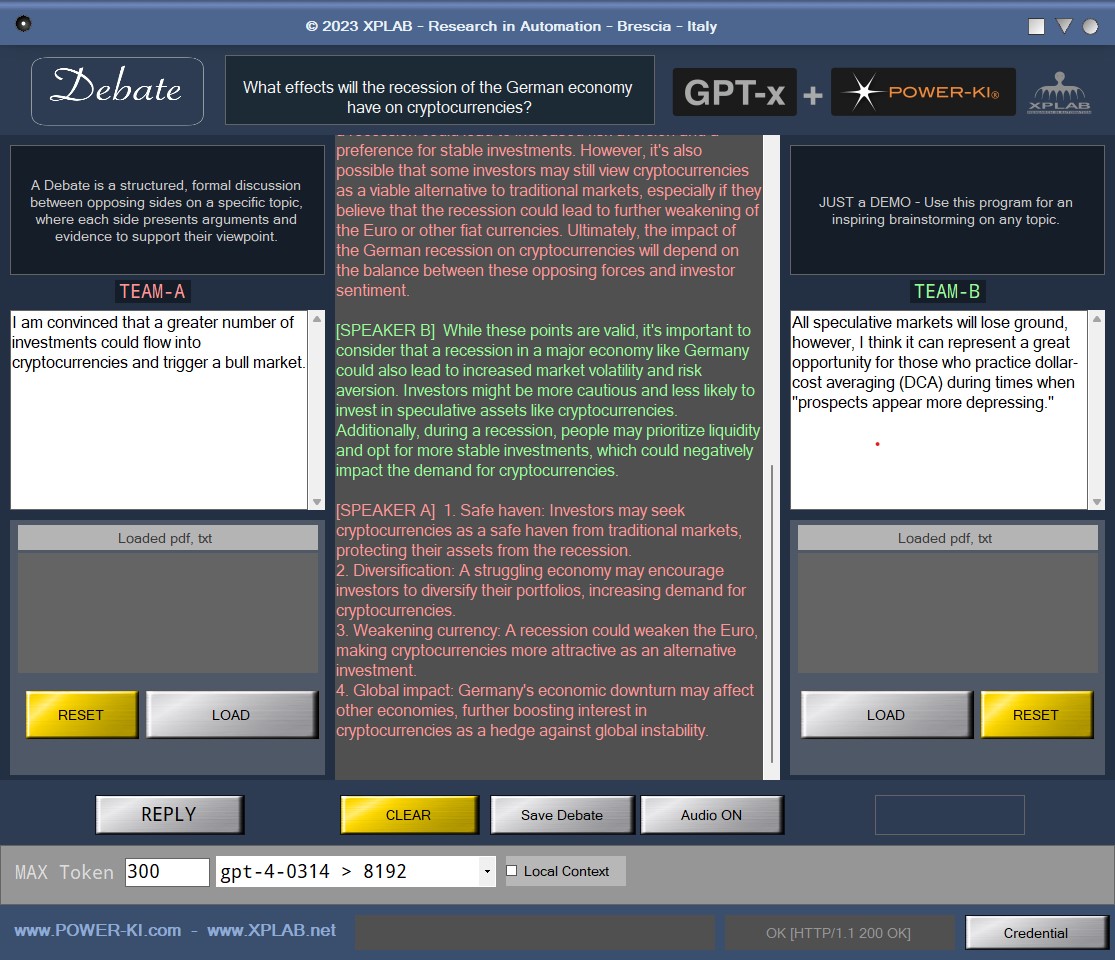 © 2023 XPLAB - Research in Automation - Brescia - Italy
Debate
What effects will the recession of the German economy
have on cryptocurrencies?
GPT-x + POWER-KI®
XPLAB
A Debate is a structured, formal discussion
between opposing sides on a specific topic,
where each side presents arguments and
evidence to support their viewpoint.
TEAM-A
I am convinced that a greater number of
investments could flow into
cryptocurrencies and trigger a bull market.
Loaded pdf, txt
RESET
LOAD
preference for stable investments. However, it's also
possible that some investors may still view cryptocurrencies
as a viable alternative to traditional markets, especially if they
believe that the recession could lead to further weakening of
the Euro or other fiat currencies. Ultimately, the impact of
the German recession on cryptocurrencies will depend on
the balance between these opposing forces and investor
sentiment.
[SPEAKER B]  While these points are valid, it's important to
consider that a recession in a major economy like Germany
could also lead to increased market volatility and risk
aversion. Investors might be more cautious and less likely to
invest in speculative assets like cryptocurrencies.
Additionally, during a recession, people may prioritize liquidity
and opt for more stable investments, which could negatively
impact the demand for cryptocurrencies.
[SPEAKER A]  1. Safe haven: Investors may seek
cryptocurrencies as a safe haven from traditional markets,
protecting their assets from the recession.
2. Diversification: A struggling economy may encourage
investors to diversify their portfolios, increasing demand for
cryptocurrencies.
3. Weakening currency: A recession could weaken the Euro,
making cryptocurrencies more attractive as an alternative
investment.
4. Global impact: Germany's economic downturn may affect
other economies, further boosting interest in
cryptocurrencies as a hedge against global instability.
JUST a DEMO - Use this program for an
inspiring brainstorming on any topic.
TEAM-B
All speculative markets will lose ground,
however, I think it can represent a great
opportunity for those who practice dollar-
cost averaging (DCA) during times when
"prospects appear more depressing."
Loaded pdf, txt
LOAD
RESET
REPLY
CLEAR
Save Debate
Audio ON
MAX Token 300
gpt-4-0314 > 8192
Local Context
www.POWER-KI.com - www.XPLAB.net
OK [HTTP/1.1 200 OK]
Credential